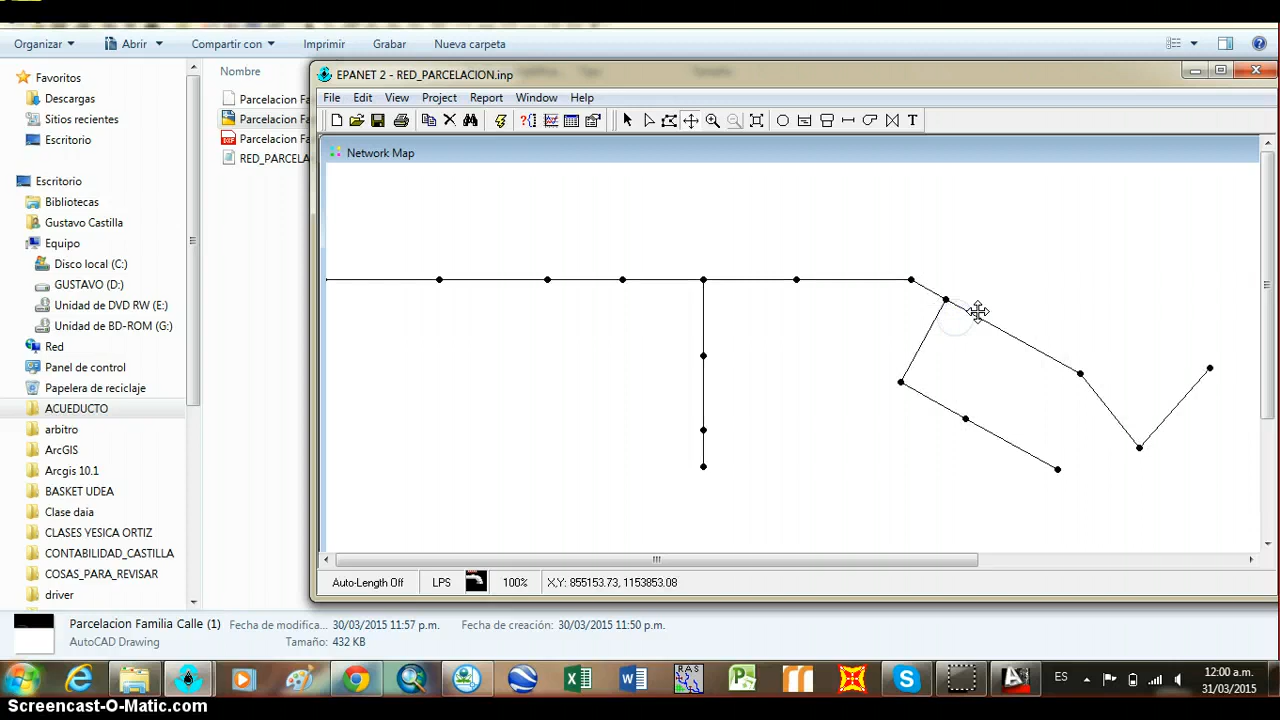 Organizar Abrir Compartir con Imprimir Grabar Nueva carpeta
Favoritos
Descargas
Sitios recientes
Escritorio
Escritorio
Bibliotecas
Gustavo Castilla
Equipo
Disco local (C:)
GUSTAVO (D:)
Unidad de DVD RW (E:)
Unidad de BD-ROM (G:)
Red
Panel de control
Papelera de reciclaje
ACUEDUCTO
arbitro
ArcGIS
Arcgis 10.1
BASKET UDEA
Clase daia
CLASES YESICA ORTIZ
CONTABILIDAD_CASTILLA
COSAS_PARA_REVISAR
driver
Nombre
Parcelacion Fa
Parcelacion Fa
Parcelacion Fa
RED_PARCELA
EPANET 2 - RED_PARCELACION.inp
File Edit View Project Report Window Help
T
Network Map
Auto-Length Off LPS 100% X,Y: 855153.73, 1153853.08
Parcelacion Familia Calle (1) Fecha de modifica... 30/03/2015 11:57 p.m. Fecha de creación: 30/03/2015 11:50 p.m.
AutoCAD Drawing Tamaño: 432 KB
RAS
ES
12:00 a.m.
31/03/2015
Screencast-O-Matic.com